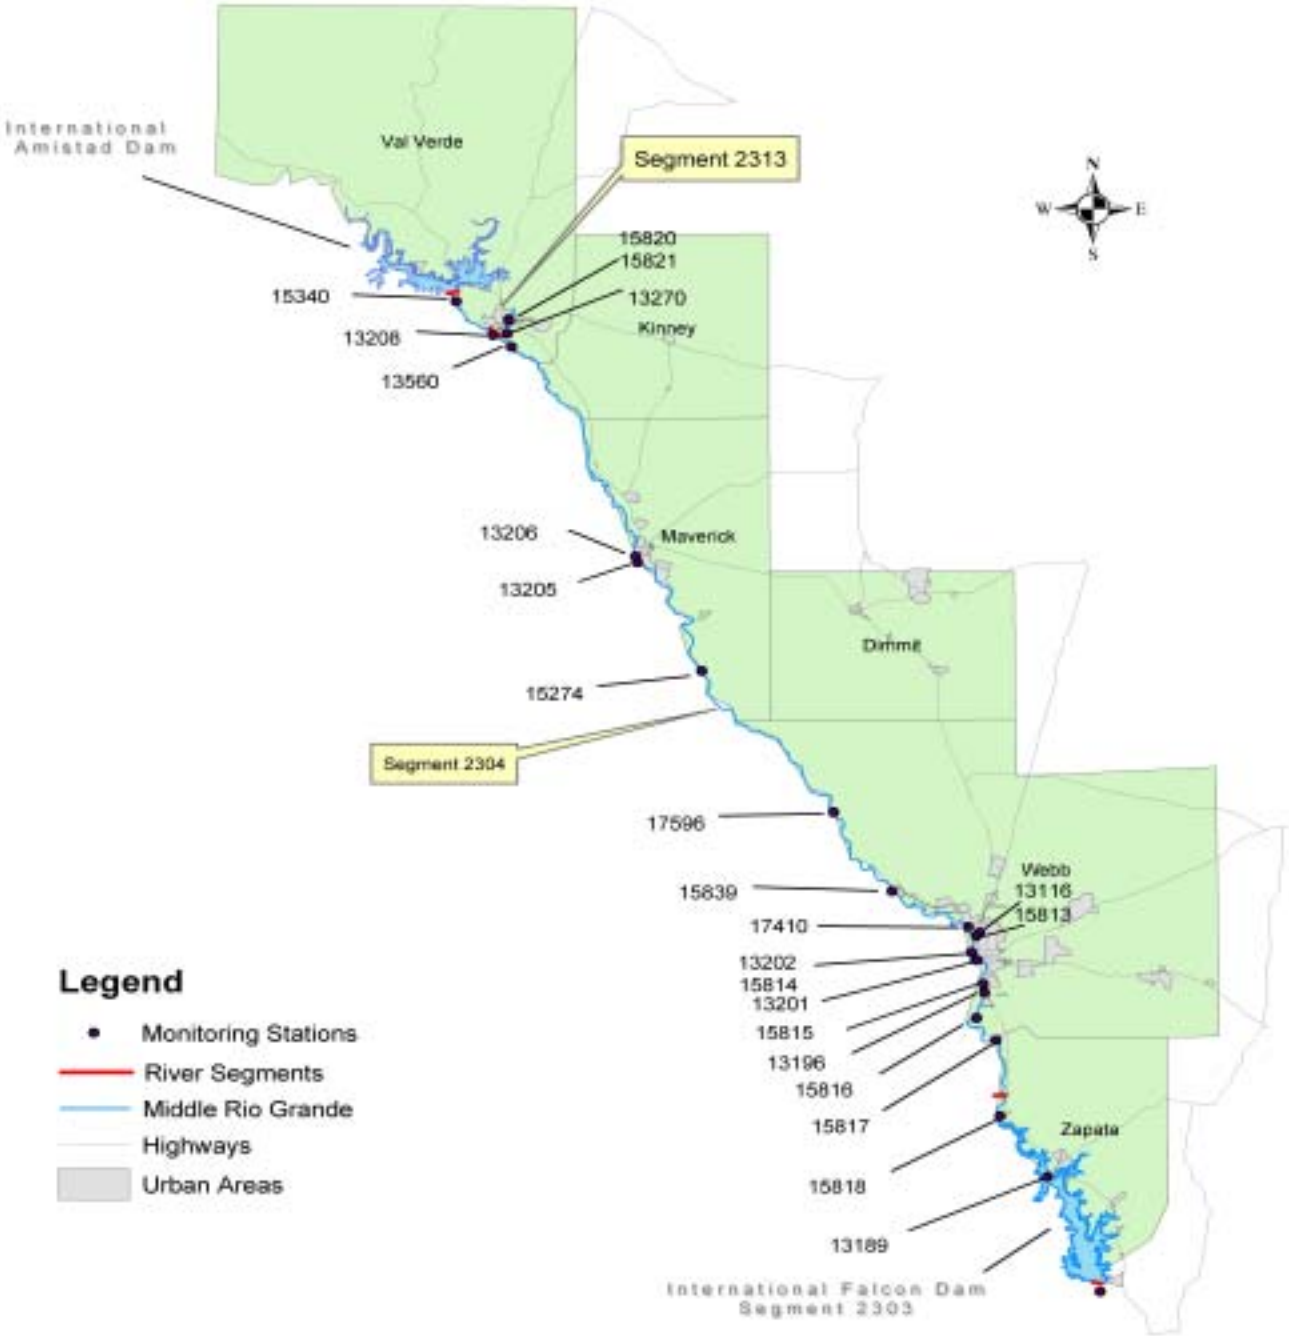 International
Amistad Dam
Val Verde
Segment 2313
N
W
E
S
15820
15821
15340
13270
13208
Kinney
13560
13206
Maverick
13205
Dimmit
15274
Segment 2304
17596
Webb
15839
13116
15813
17410
13202
15814
13201
15815
13196
15816
15817
Zapata
15818
13189
International Falcon Dam
Segment 2303
Legend
Monitoring Stations
River Segments
Middle Rio Grande
Highways
Urban Areas